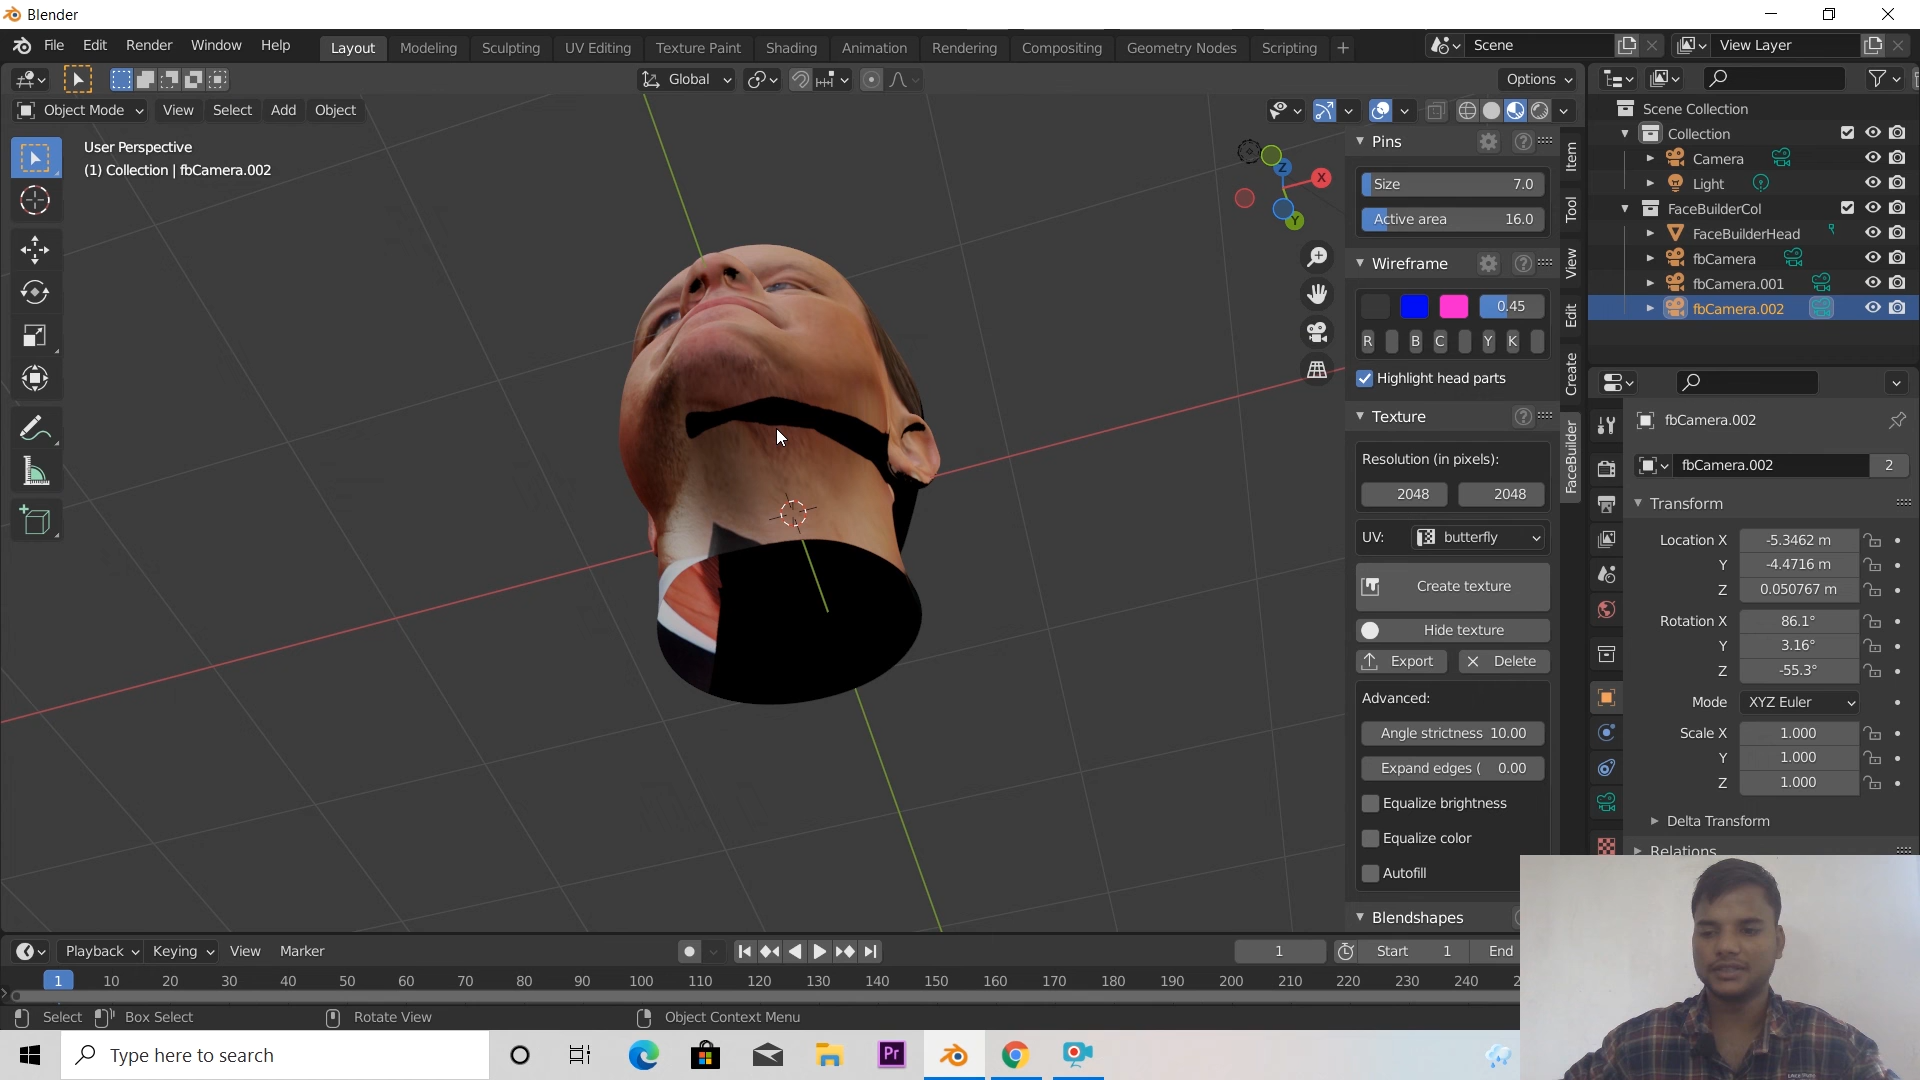 Blender
File Edit Render Window Help Layout Modeling Sculpting UV Editing Texture Paint Shading Animation Rendering Compositing Geometry Nodes Scripting + Scene View Layer
Global Options
Object Mode View Select Add Object
User Perspective
(1) Collection | fbCamera.002
X
Y
Z
Pins
Size 7.0
Active area 16.0
Wireframe
0.45
R B C Y K
Highlight head parts
Texture
Resolution (in pixels):
2048 2048
UV: butterfly
Create texture
Hide texture
Export Delete
Advanced:
Angle strictness 10.00
Expand edges ( 0.00
Equalize brightness
Equalize color
Autofill
Blendshapes
Item
Tool
View
Edit
Create
FaceBuilder
Scene Collection
Collection
Camera
Light
FaceBuilderCol
FaceBuilderHead
fbCamera
fbCamera.001
fbCamera.002
fbCamera.002
fbCamera.002 2
Transform
Location X -5.3462 m
Y -4.4716 m
Z 0.050767 m
Rotation X 86.1°
Y 3.16°
Z -55.3°
Mode XYZ Euler
Scale X 1.000
Y 1.000
Z 1.000
Delta Transform
Relations
Playback Keying View Marker 1 Start 1 End
1 10 20 30 40 50 60 70 80 90 100 110 120 130 140 150 160 170 180 190 200 210 220 230 240
Select Box Select Rotate View Object Context Menu
Type here to search
Pr